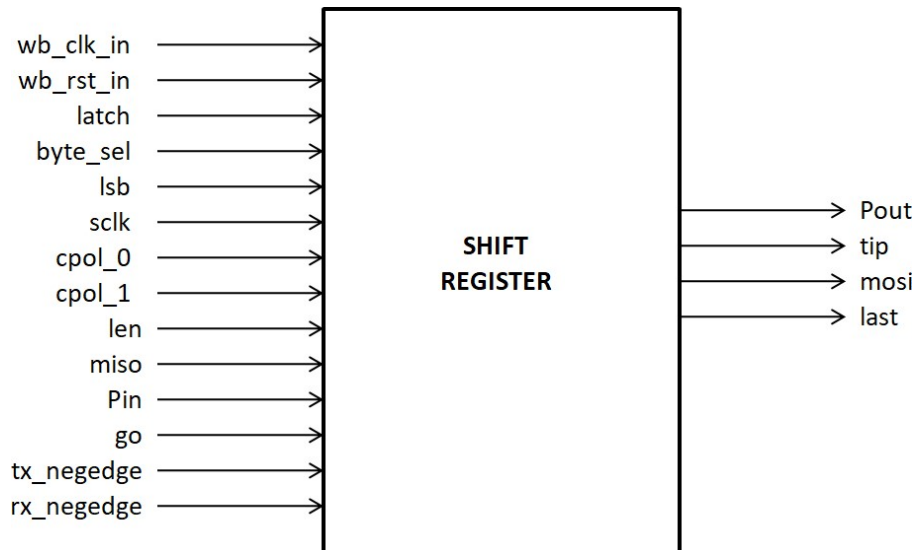 wb_clk_in
wb_rst_in
latch
byte_sel
lsb
sclk
cpol_0
cpol_1
len
miso
Pin
go
tx_negedge
rx_negedge
SHIFT
REGISTER
Pout
tip
mosi
last